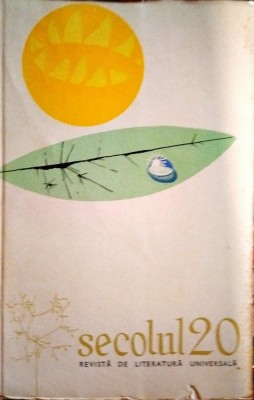 secolul 20
REVISTĂ DE LITERATURĂ UNIVERSALĂ